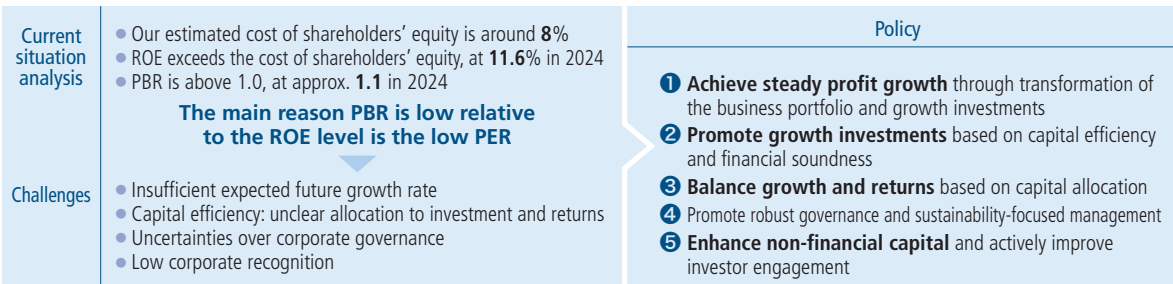 Current
situation
analysis
● Our estimated cost of shareholders' equity is around 8%
● ROE exceeds the cost of shareholders' equity, at 11.6% in 2024
● PBR is above 1.0, at approx. 1.1 in 2024
The main reason PBR is low relative
to the ROE level is the low PER
Challenges
● Insufficient expected future growth rate
● Capital efficiency: unclear allocation to investment and returns
● Uncertainties over corporate governance
● Low corporate recognition
Policy
❶ Achieve steady profit growth through transformation of
the business portfolio and growth investments
❷ Promote growth investments based on capital efficiency
and financial soundness
❸ Balance growth and returns based on capital allocation
❹ Promote robust governance and sustainability-focused management
❺ Enhance non-financial capital and actively improve
investor engagement